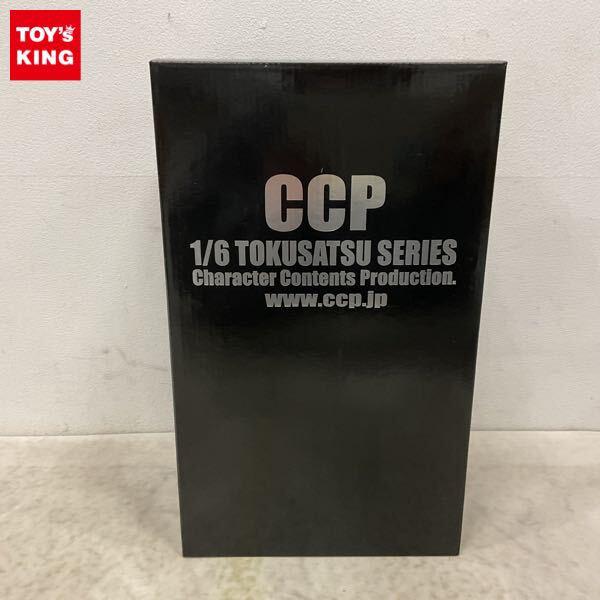 TOY's
KING
CCP
1/6 TOKUSATSU SERIES
Character Contents Production.
www.ccp.jp